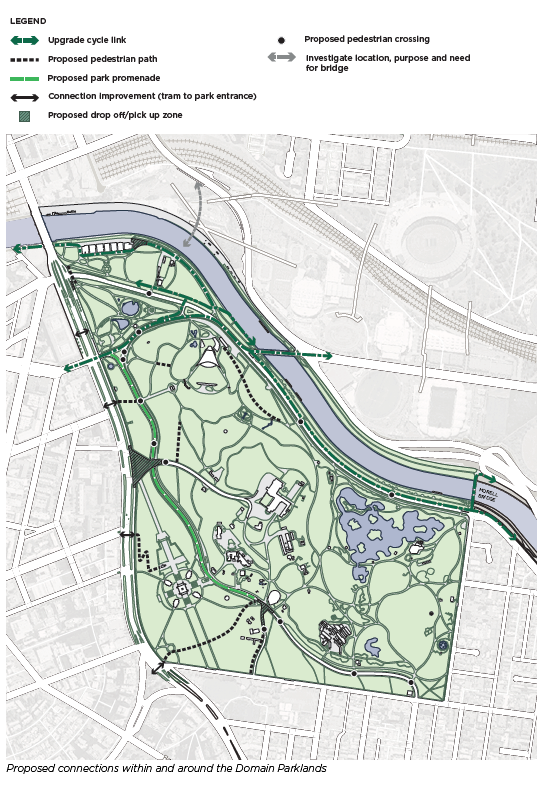 LEGEND
Upgrade cycle link
Proposed pedestrian path
Proposed park promenade
Connection improvement (tram to park entrance)
Proposed drop off/pick up zone
Proposed pedestrian crossing
Investigate location, purpose and need
for bridge
MORELL
BRIDGE
Proposed connections within and around the Domain Parklands